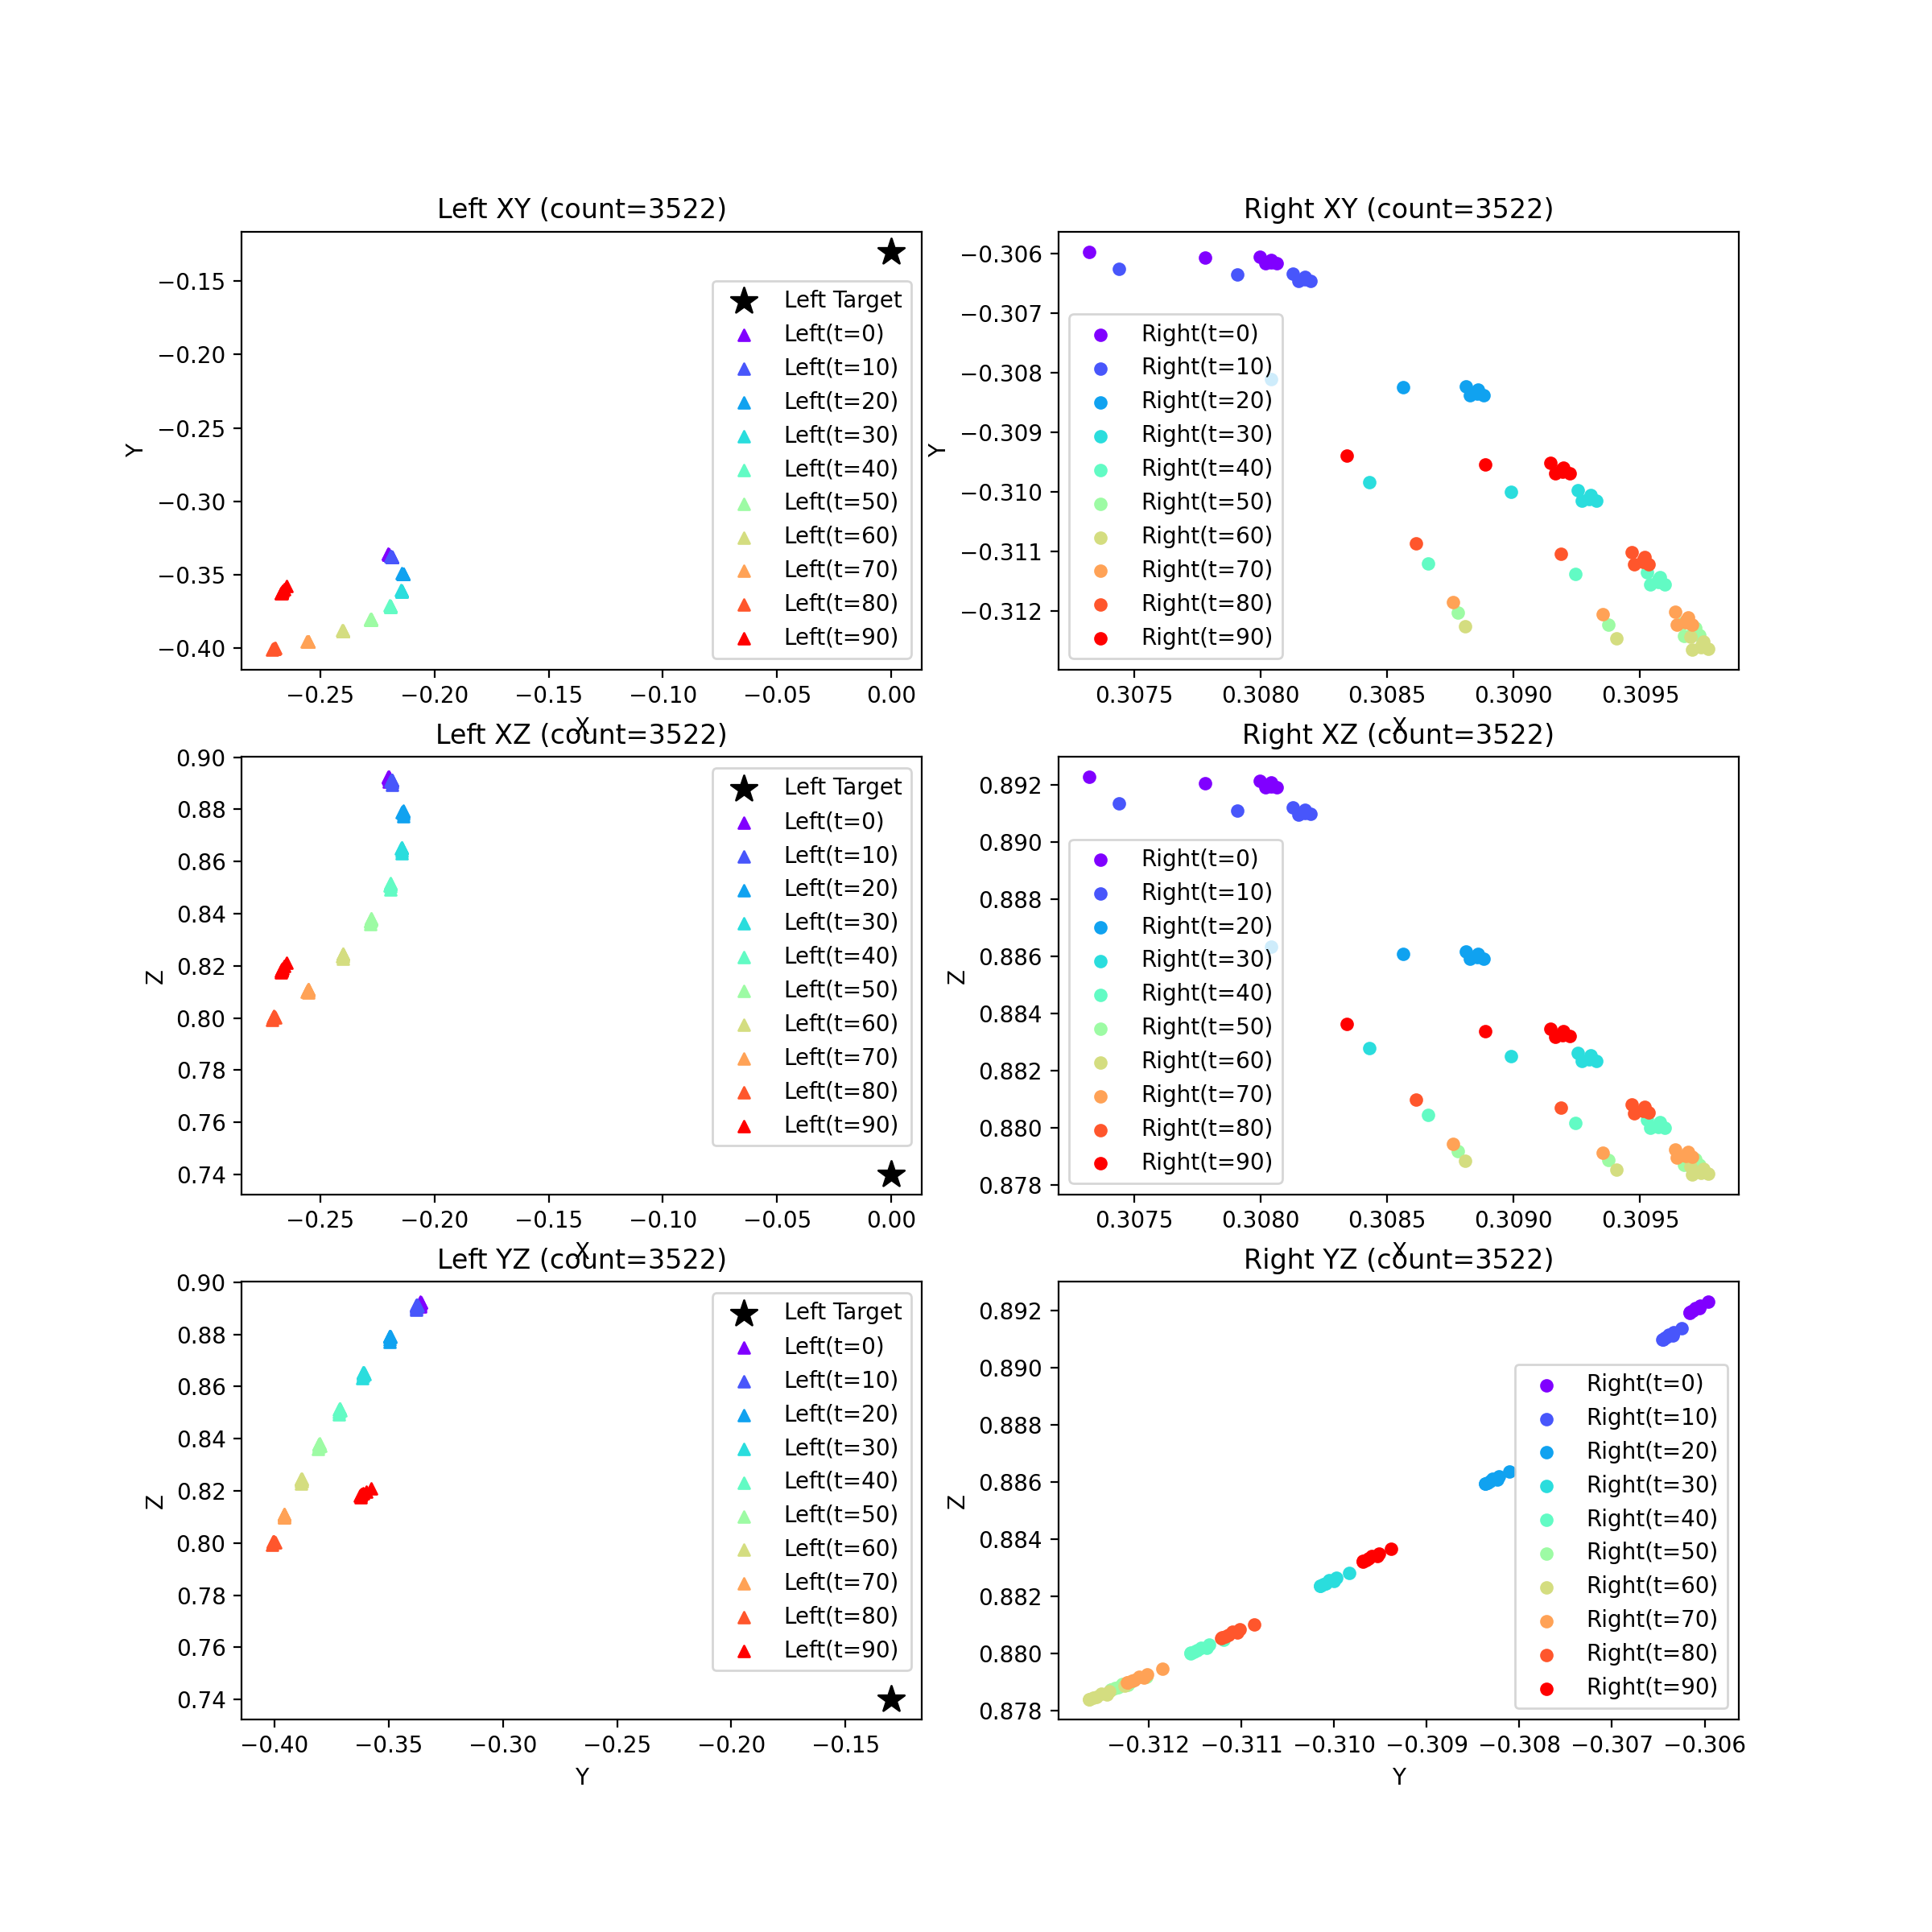 Left XY (count=3522)
Y
−0.15
−0.20
−0.25
−0.30
−0.35
−0.40
Left Target
Left(t=0)
Left(t=10)
Left(t=20)
Left(t=30)
Left(t=40)
Left(t=50)
Left(t=60)
Left(t=70)
Left(t=80)
Left(t=90)
−0.25 −0.20 −0.15 −0.10 −0.05 0.00
X
Right XY (count=3522)
Y
−0.306
−0.307
−0.308
−0.309
−0.310
−0.311
−0.312
Right(t=0)
Right(t=10)
Right(t=20)
Right(t=30)
Right(t=40)
Right(t=50)
Right(t=60)
Right(t=70)
Right(t=80)
Right(t=90)
0.3075 0.3080 0.3085 0.3090 0.3095
X
Left XZ (count=3522)
Z
0.90
0.88
0.86
0.84
0.82
0.80
0.78
0.76
0.74
Left Target
Left(t=0)
Left(t=10)
Left(t=20)
Left(t=30)
Left(t=40)
Left(t=50)
Left(t=60)
Left(t=70)
Left(t=80)
Left(t=90)
−0.25 −0.20 −0.15 −0.10 −0.05 0.00
X
Right XZ (count=3522)
Z
0.892
0.890
0.888
0.886
0.884
0.882
0.880
0.878
Right(t=0)
Right(t=10)
Right(t=20)
Right(t=30)
Right(t=40)
Right(t=50)
Right(t=60)
Right(t=70)
Right(t=80)
Right(t=90)
0.3075 0.3080 0.3085 0.3090 0.3095
X
Left YZ (count=3522)
Z
0.90
0.88
0.86
0.84
0.82
0.80
0.78
0.76
0.74
Left Target
Left(t=0)
Left(t=10)
Left(t=20)
Left(t=30)
Left(t=40)
Left(t=50)
Left(t=60)
Left(t=70)
Left(t=80)
Left(t=90)
−0.40 −0.35 −0.30 −0.25 −0.20 −0.15
Y
Right YZ (count=3522)
Z
0.892
0.890
0.888
0.886
0.884
0.882
0.880
0.878
Right(t=0)
Right(t=10)
Right(t=20)
Right(t=30)
Right(t=40)
Right(t=50)
Right(t=60)
Right(t=70)
Right(t=80)
Right(t=90)
−0.312 −0.311 −0.310 −0.309 −0.308 −0.307 −0.306
Y